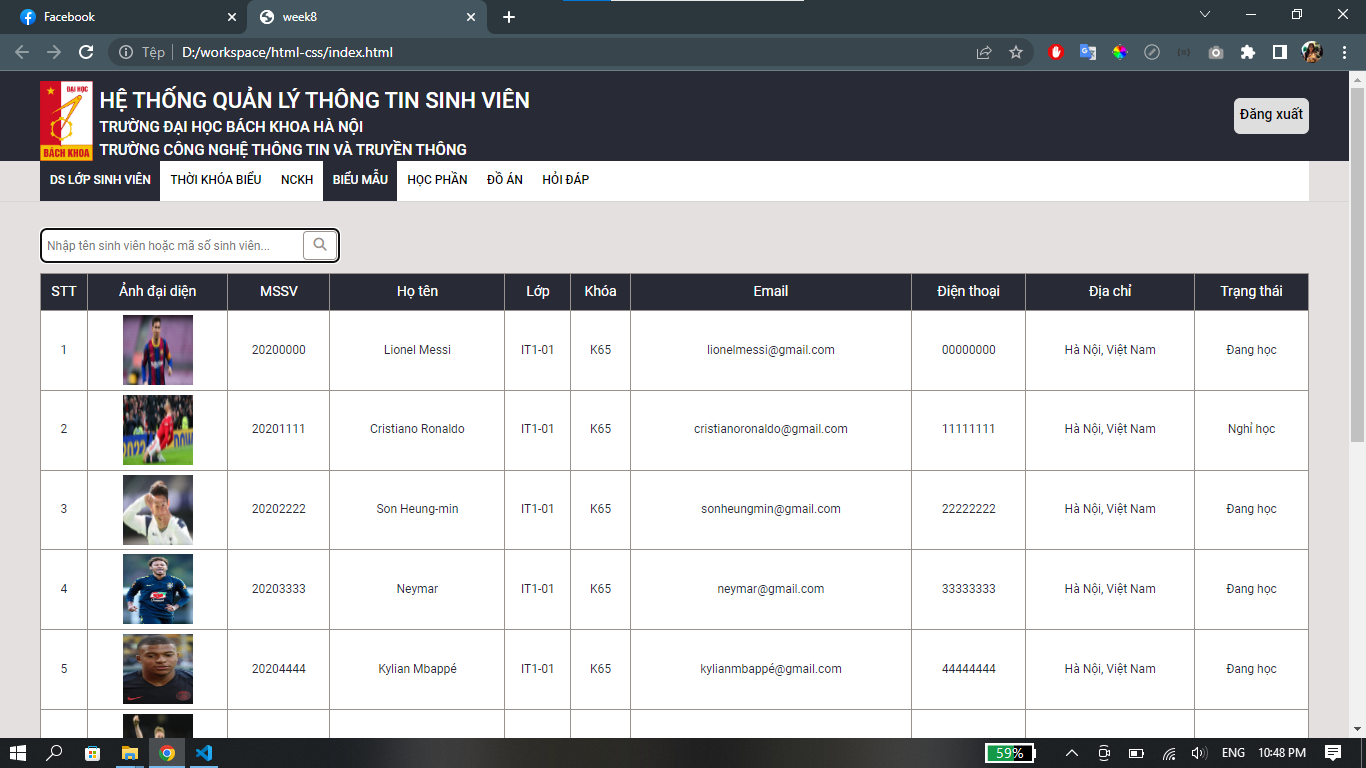 Facebook
week8
Tệp
D:/workspace/html-css/index.html
ĐẠI HỌC
BÁCH KHOA
HỆ THỐNG QUẢN LÝ THÔNG TIN SINH VIÊN
TRƯỜNG ĐẠI HỌC BÁCH KHOA HÀ NỘI
TRƯỜNG CÔNG NGHỆ THÔNG TIN VÀ TRUYỀN THÔNG
Đăng xuất
DS LỚP SINH VIÊN THỜI KHÓA BIỂU NCKH BIỂU MẪU HỌC PHẦN ĐỒ ÁN HỎI ĐÁP
Nhập tên sinh viên hoặc mã số sinh viên...
STT Ảnh đại diện MSSV Họ tên Lớp Khóa Email Điện thoại Địa chỉ Trạng thái
1 20200000 Lionel Messi IT1-01 K65 lionelmessi@gmail.com 00000000 Hà Nội, Việt Nam Đang học
2 20201111 Cristiano Ronaldo IT1-01 K65 cristianoronaldo@gmail.com 11111111 Hà Nội, Việt Nam Nghỉ học
3 20202222 Son Heung-min IT1-01 K65 sonheungmin@gmail.com 22222222 Hà Nội, Việt Nam Đang học
4 20203333 Neymar IT1-01 K65 neymar@gmail.com 33333333 Hà Nội, Việt Nam Đang học
5 20204444 Kylian Mbappé IT1-01 K65 kylianmbappé@gmail.com 44444444 Hà Nội, Việt Nam Đang học
59% ENG 10:48 PM